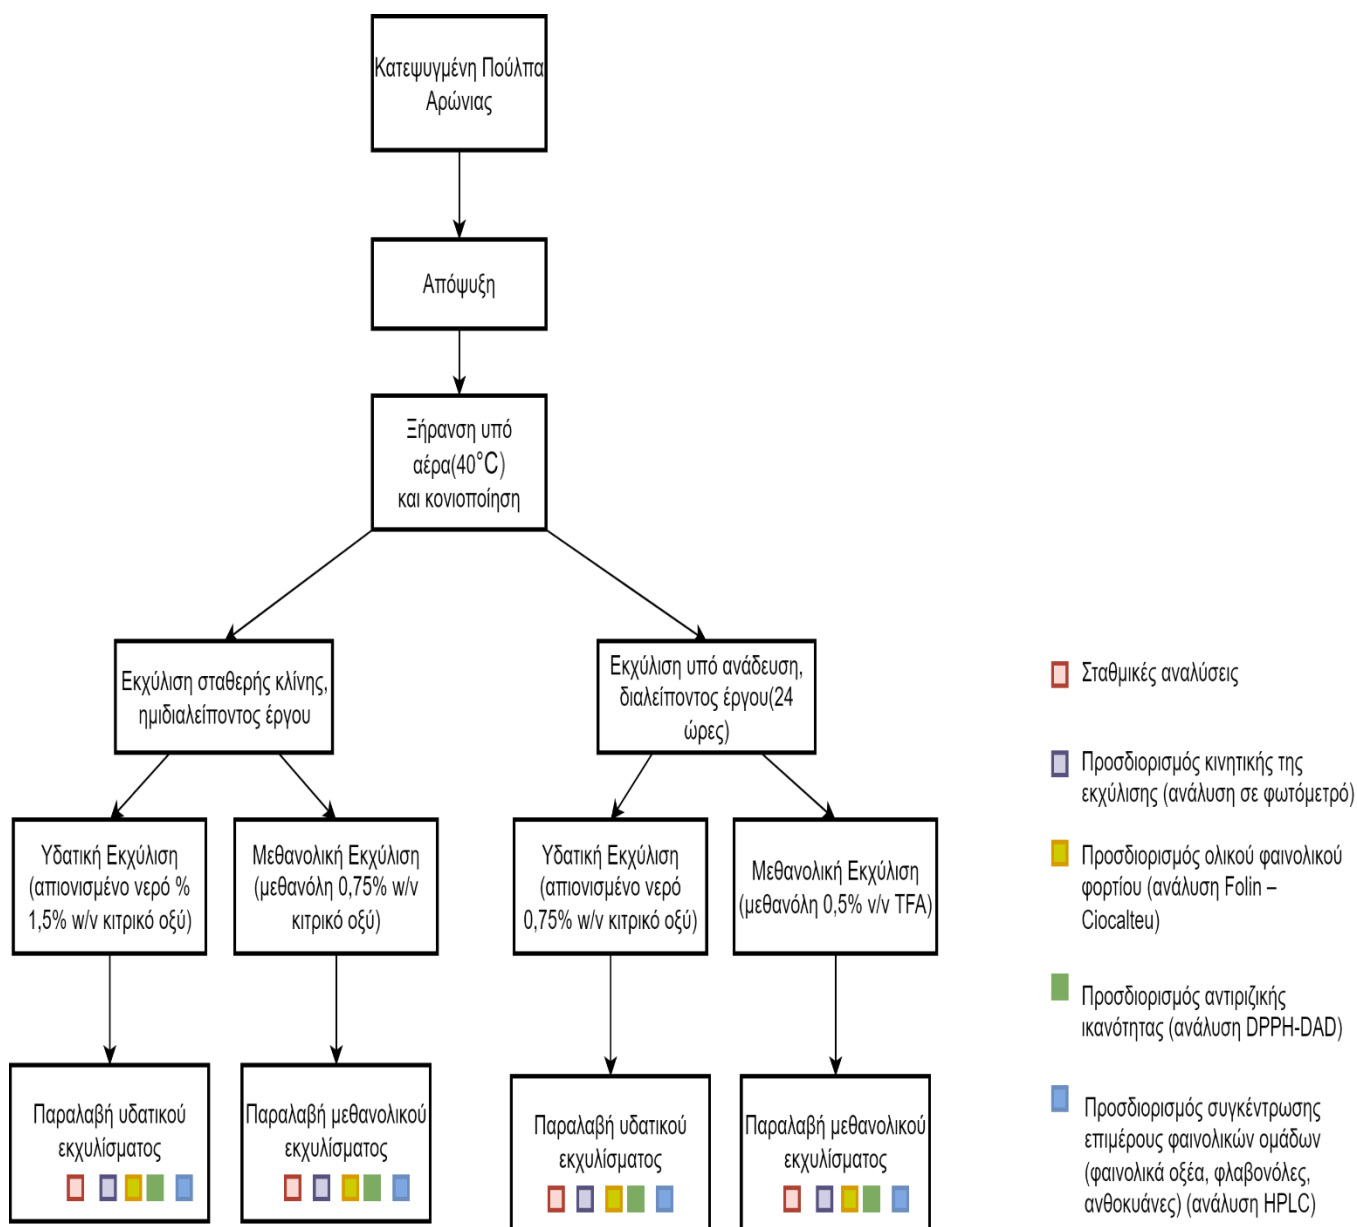 Κατεψυγμένη Πούλπα
Αρώνιας
Απόψυξη
Ξήρανση υπό
αέρα(40°C)
και κονιοποίηση
Εκχύλιση σταθερής κλίνης,
ημιδιαλείποντος έργου
Εκχύλιση υπό ανάδευση,
διαλείποντος έργου(24
ώρες)
Υδατική Εκχύλιση
(απιονισμένο νερό %
1,5% w/v κιτρικό οξύ)
Μεθανολική Εκχύλιση
(μεθανόλη 0,75% w/v
κιτρικό οξύ)
Υδατική Εκχύλιση
(απιονισμένο νερό
0,75% w/v κιτρικό οξύ)
Μεθανολική Εκχύλιση
(μεθανόλη 0,5% v/v TFA)
Παραλαβή υδατικού
εκχυλίσματος
Παραλαβή μεθανολικού
εκχυλίσματος
Παραλαβή υδατικού
εκχυλίσματος
Παραλαβή μεθανολικού
εκχυλίσματος
Σταθμικές αναλύσεις
Προσδιορισμός κινητικής της
εκχύλισης (ανάλυση σε φωτόμετρό)
Προσδιορισμός ολικού φαινολικού
φορτίου (ανάλυση Folin –
Ciocalteu)
Προσδιορισμός αντιριζικής
ικανότητας (ανάλυση DPPH-DAD)
Προσδιορισμός συγκέντρωσης
επιμέρους φαινολικών ομάδων
(φαινολικά οξέα, φλαβονόλες,
ανθοκυάνες) (ανάλυση HPLC)